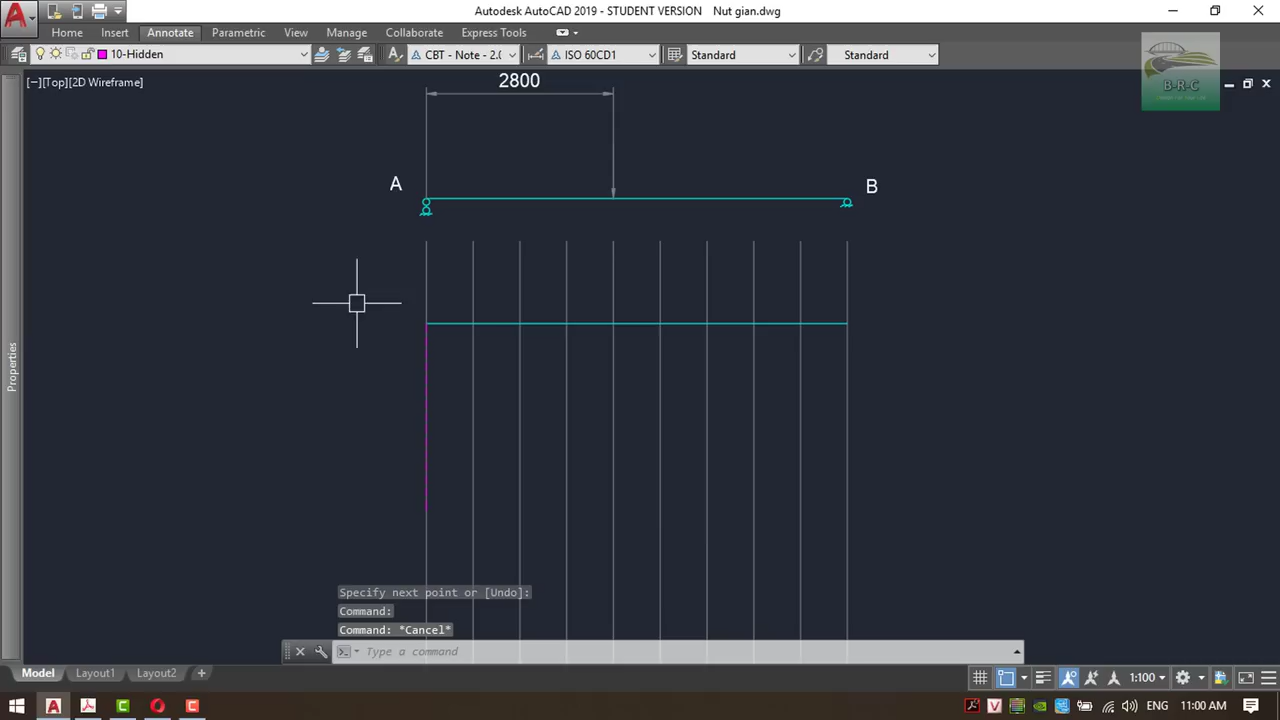 Autodesk AutoCAD 2019 - STUDENT VERSION Nut gian.dwg
Home Insert Annotate Parametric View Manage Collaborate Express Tools
10-Hidden CBT - Note - 2.( ISO 60CD1 Standard Standard
[−][Top][2D Wireframe]
B-R-C
2800
A
B
Properties
Specify next point or [Undo]:
Command:
Command: *Cancel*
Type a command
Model Layout1 Layout2
1:100
ENG 11:00 AM